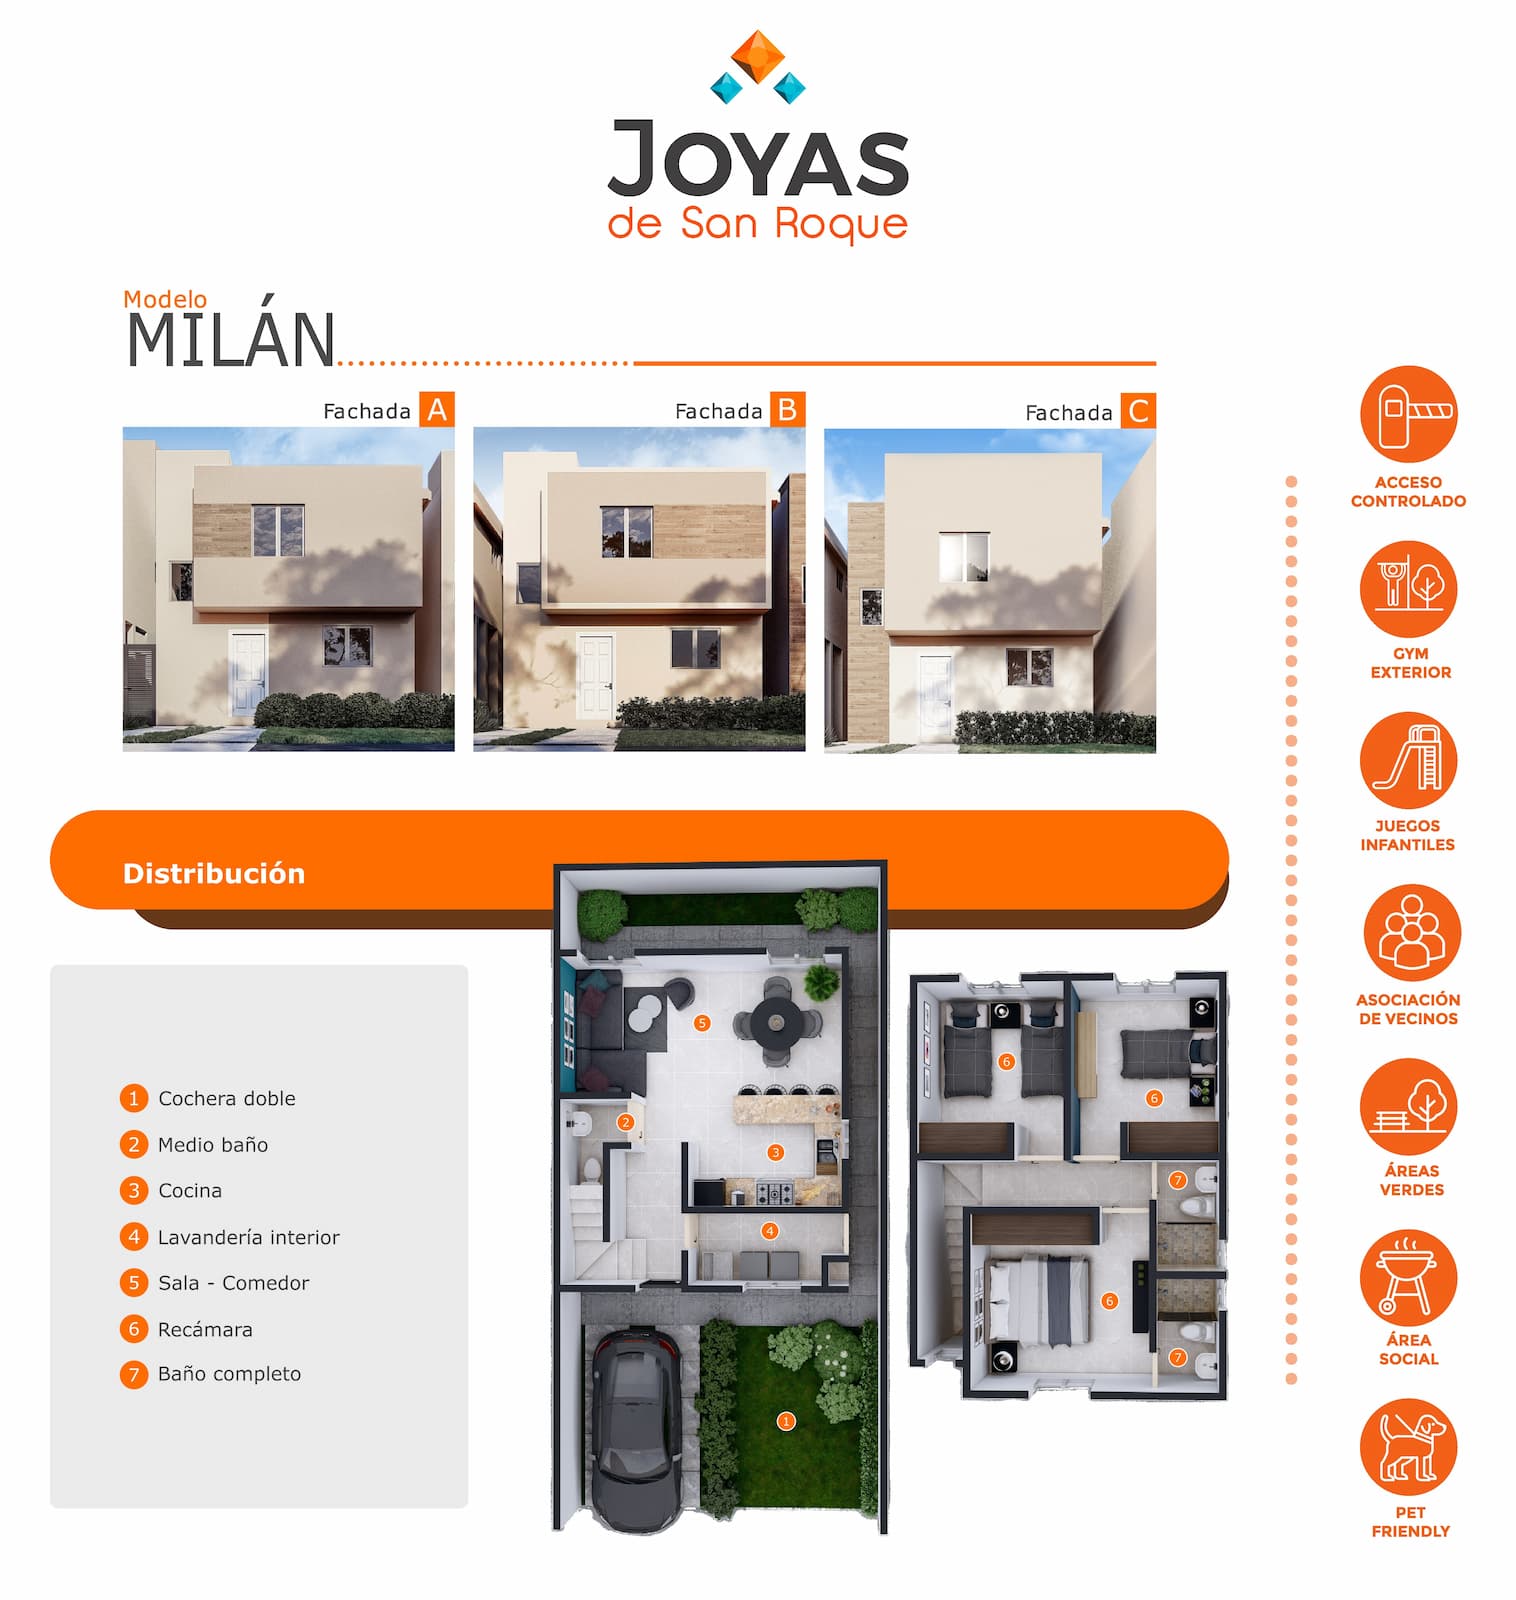 JOYAS
de San Roque
Modelo
MILÁN
Fachada A
Fachada B
Fachada C
Distribución
1 Cochera doble
2 Medio baño
3 Cocina
4 Lavandería interior
5 Sala - Comedor
6 Recámara
7 Baño completo
5
2
3
4
1
6
6
7
6
7
ACCESO
CONTROLADO
GYM
EXTERIOR
JUEGOS
INFANTILES
ASOCIACIÓN
DE VECINOS
ÁREAS
VERDES
ÁREA
SOCIAL
PET
FRIENDLY